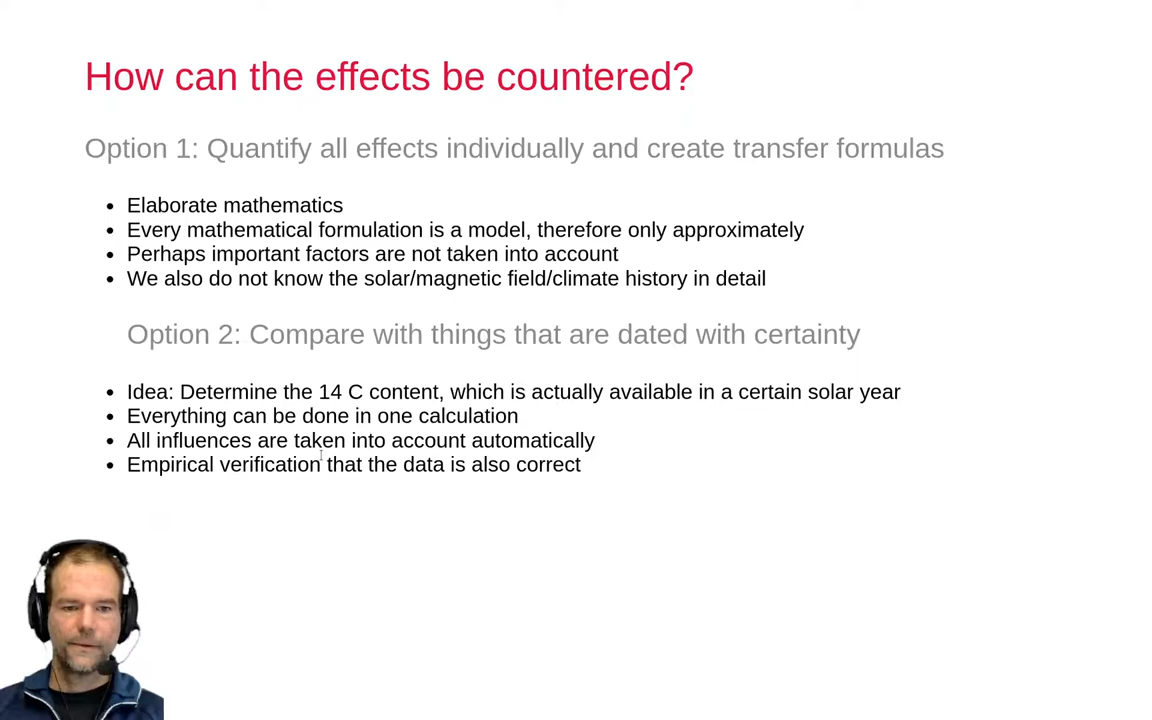 How can the effects be countered?
Option 1: Quantify all effects individually and create transfer formulas
• Elaborate mathematics
• Every mathematical formulation is a model, therefore only approximately
• Perhaps important factors are not taken into account
• We also do not know the solar/magnetic field/climate history in detail
Option 2: Compare with things that are dated with certainty
• Idea: Determine the 14 C content, which is actually available in a certain solar year
• Everything can be done in one calculation
• All influences are taken into account automatically
• Empirical verification that the data is also correct